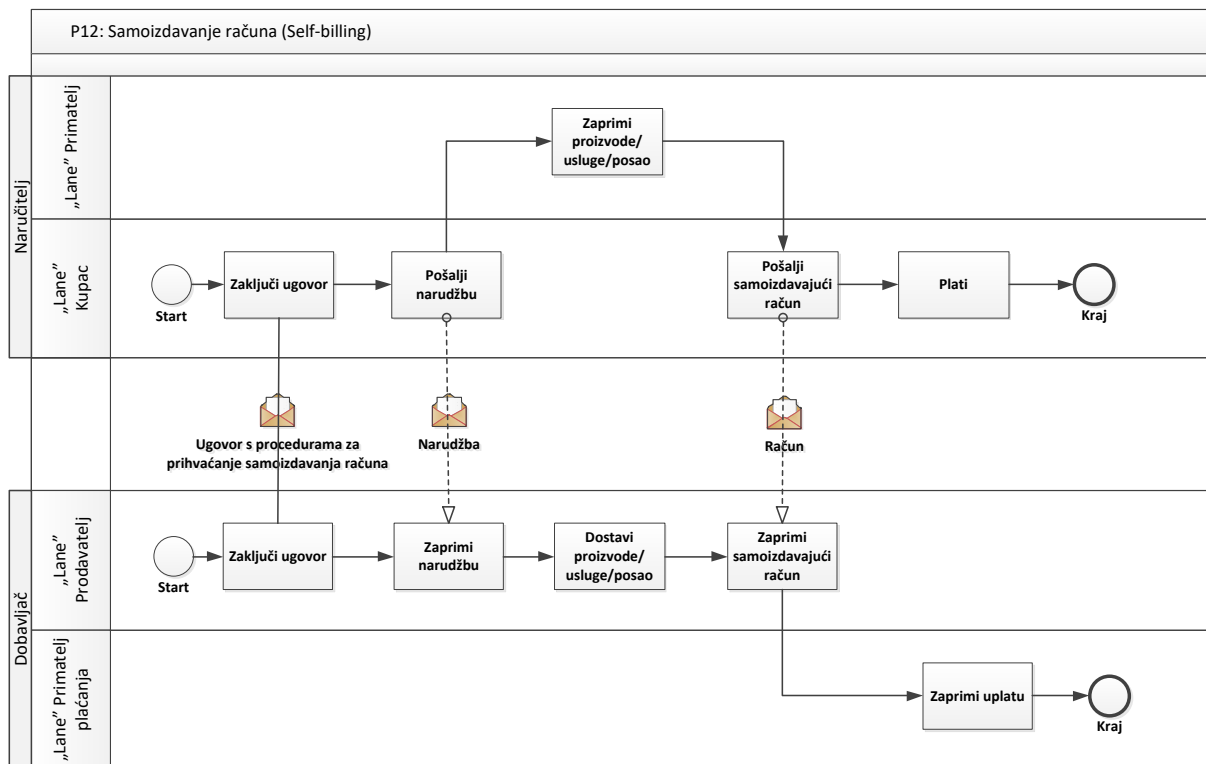 P12: Samoizdavanje računa (Self-billing)
Naručitelj
„Lane” Primatelj
Zaprimi
proizvode/
usluge/posao
„Lane”
Kupac
Start
Zaključi ugovor
Pošalji
narudžbu
Pošalji
samoizdavajući
račun
Plati
Kraj
Ugovor s procedurama za
prihvaćanje samoizdavanja računa
Narudžba
Račun
Dobavljač
„Lane”
Prodavatelj
Start
Zaključi ugovor
Zaprimi
narudžbu
Dostavi
proizvode/
usluge/posao
Zaprimi
samoizdavajući
račun
„Lane” Primatelj
plaćanja
Zaprimi uplatu
Kraj